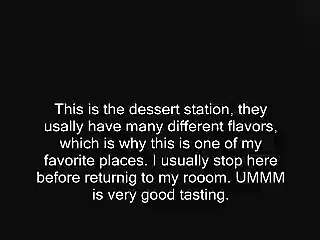 This is the dessert station, they
usally have many different flavors,
which is why this is one of my
favorite places. I usually stop here
before returnig to my rooom. UMMM
is very good tasting.